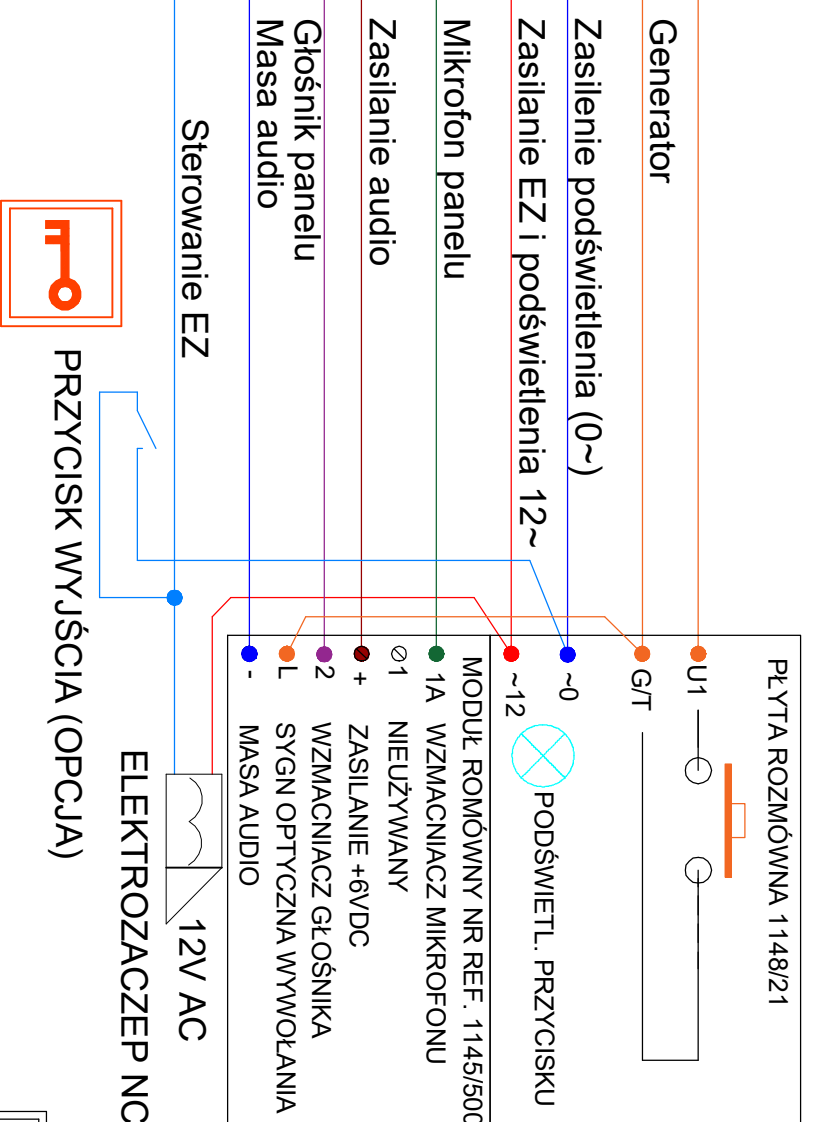 Generator
Zasilenie podświetlenia (0~)
Zasilanie EZ i podświetlenia 12~
Mikrofon panelu
Zasilanie audio
Głośnik panelu
Masa audio
Sterowanie EZ
PRZYCISK WYJŚCIA (OPCJA)
PŁYTA ROZMÓWNA 1148/21
U1
G/T
~0
~12
PODŚWIETL. PRZYCISKU
MODUŁ ROMÓWNY NR REF. 1145/500
1A WZMACNIACZ MIKROFONU
1 NIEUŻYWANY
+ ZASILANIE +6VDC
2 WZMACNIACZ GŁOŚNIKA
L SYGN OPTYCZNA WYWOŁANIA
- MASA AUDIO
12V AC
ELEKTROZACZEP NC